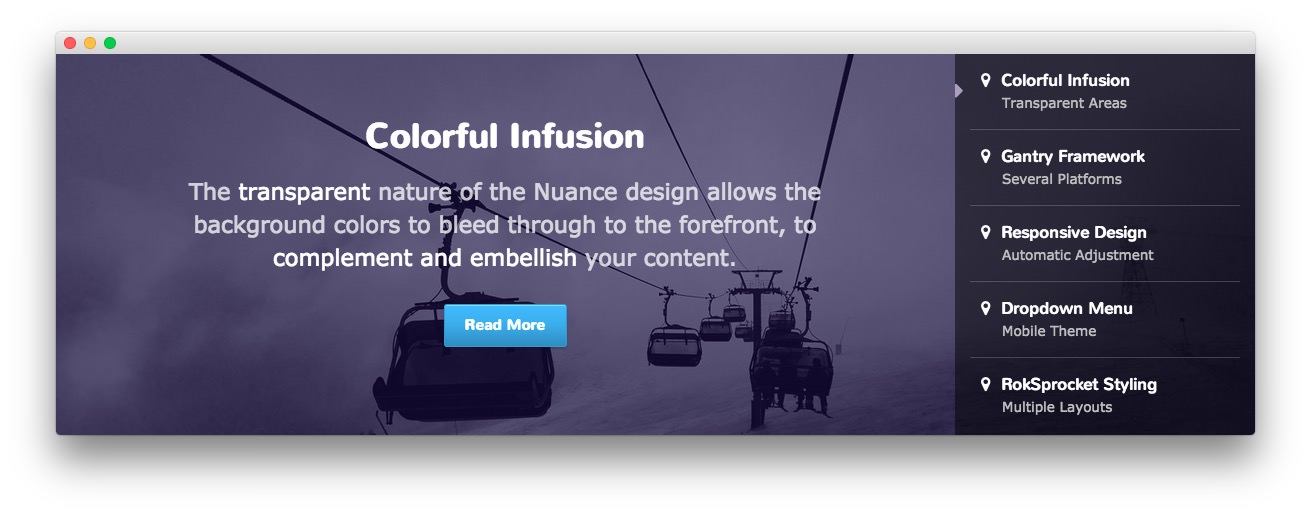 Colorful Infusion
The transparent nature of the Nuance design allows the
background colors to bleed through to the forefront, to
complement and embellish your content.
Read More
Colorful Infusion
Transparent Areas
Gantry Framework
Several Platforms
Responsive Design
Automatic Adjustment
Dropdown Menu
Mobile Theme
RokSprocket Styling
Multiple Layouts